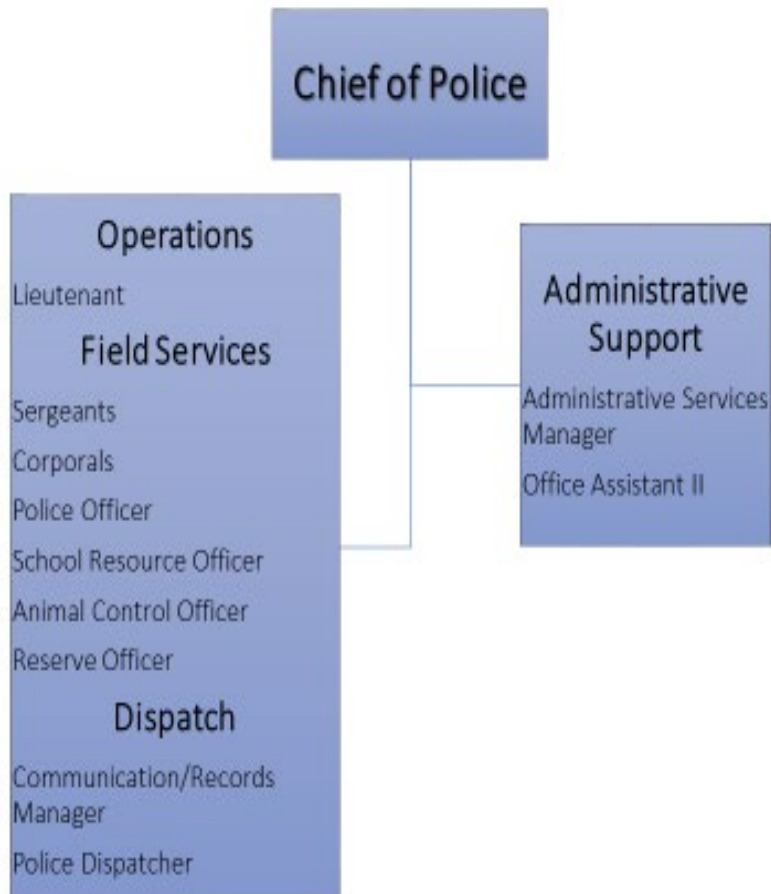 Chief of Police
Operations
Lieutenant
Field Services
Sergeants
Corporals
Police Officer
School Resource Officer
Animal Control Officer
Reserve Officer
Dispatch
Communication/Records
Manager
Police Dispatcher
Administrative
Support
Administrative Services
Manager
Office Assistant II